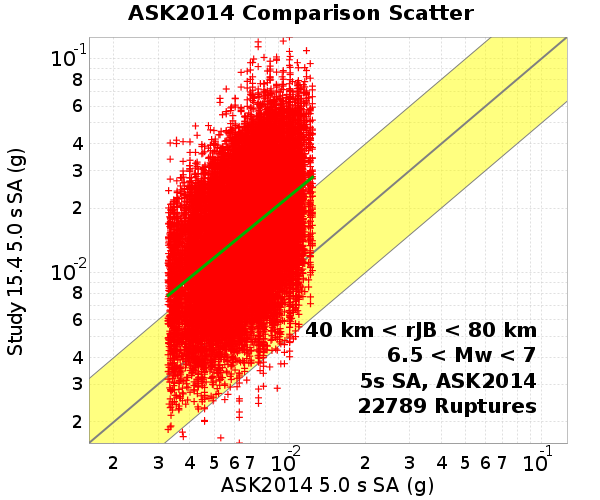 ASK2014 Comparison Scatter
Study 15.4 5.0 s SA (g)
10-1
8
6
4
3
2
10-2
8
6
4
3
2
40 km < rJB < 80 km
6.5 < Mw < 7
5s SA, ASK2014
22789 Ruptures
2 3 4 5 6 7 10-2 2 3 4 5 6 7 10-1
ASK2014 5.0 s SA (g)